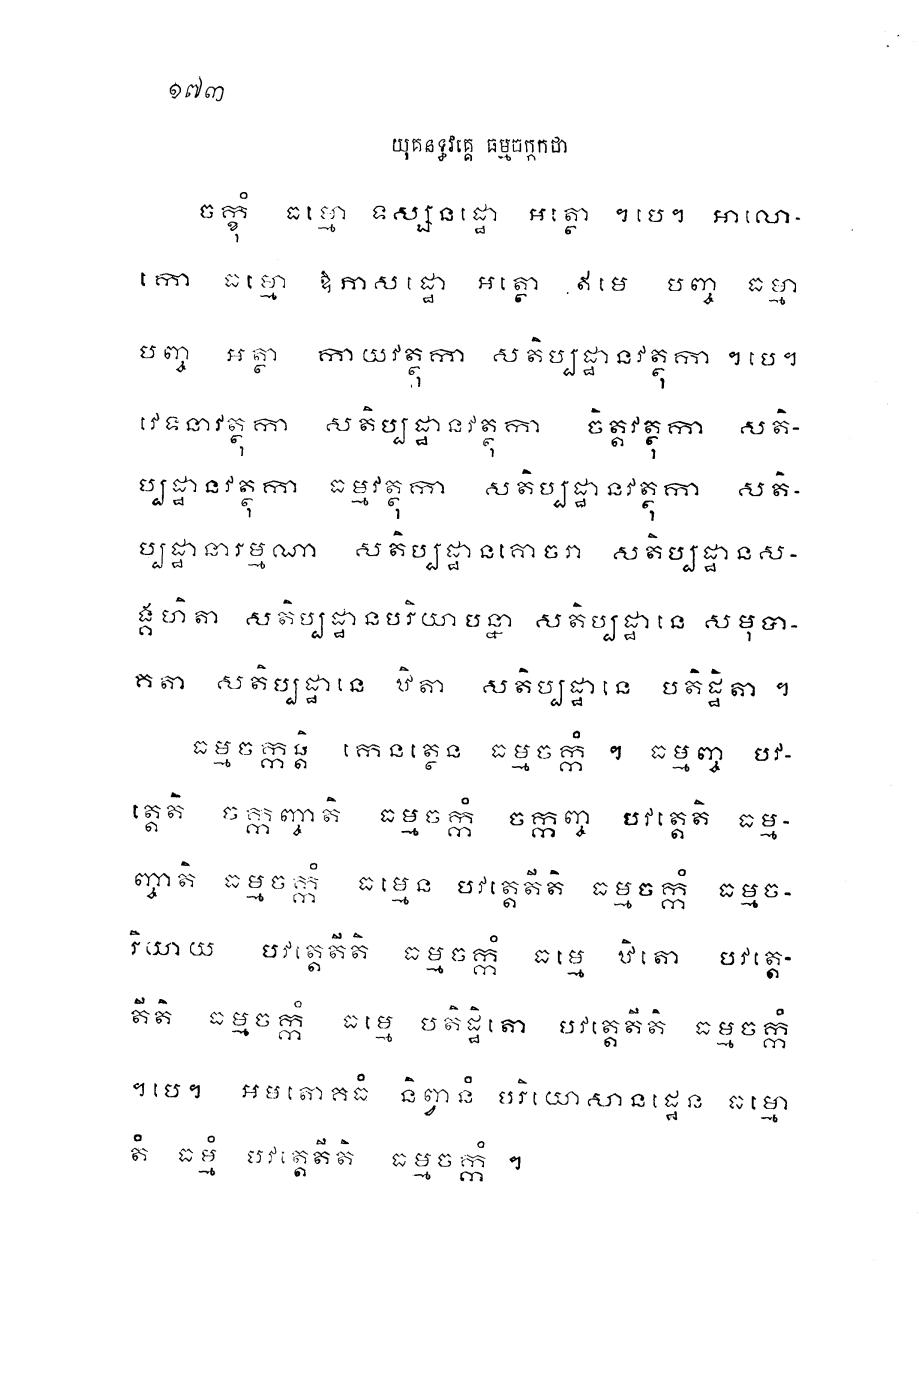 ១៧៣
យុគនទ្ធវគ្គេ ធម្មចក្កកថា
ចក្ខុំ ធម្មោ ទស្សនដ្ឋោ អត្ថោ ។បេ។ អាលោ-
កោ ធម្មោ ឱភាសដ្ឋោ អត្ថោ ឥមេ បញ្ច ធម្មា
បញ្ច អត្ថា កាយវត្ថុកា សតិប្បដ្ឋានវត្ថុកា ។បេ។
វេទនាវត្ថុកា សតិប្បដ្ឋានវត្ថុកា ចិត្តវត្ថុកា សតិ-
ប្បដ្ឋានវត្ថុកា ធម្មវត្ថុកា សតិប្បដ្ឋានវត្ថុកា សតិ-
ប្បដ្ឋានារម្មណា សតិប្បដ្ឋានគោចរា សតិប្បដ្ឋានស-
ង្គហិតា សតិប្បដ្ឋានបរិយាបន្នា សតិប្បដ្ឋានេ សមុទា-
គតា សតិប្បដ្ឋានេ ឋិតា សតិប្បដ្ឋានេ បតិដ្ឋិតា ។
ធម្មចក្កន្តិ កេនត្ថេន ធម្មចក្កំ ។ ធម្មញ្ច បវ-
ត្តេតិ ចក្កញ្ចាតិ ធម្មចក្កំ ចក្កញ្ច បវត្តេតិ ធម្ម-
ញ្ចាតិ ធម្មចក្កំ ធម្មេន បវត្តេតីតិ ធម្មចក្កំ ធម្មច-
រិយាយ បវត្តេតីតិ ធម្មចក្កំ ធម្មេ ឋិតោ បវត្តេ-
តីតិ ធម្មចក្កំ ធម្មេ បតិដ្ឋិតោ បវត្តេតីតិ ធម្មចក្កំ
។បេ។ អមតោគធំ និព្វានំ បរិយោសានដ្ឋេន ធម្មោ
តំ ធម្មំ បវត្តេតីតិ ធម្មចក្កំ ។